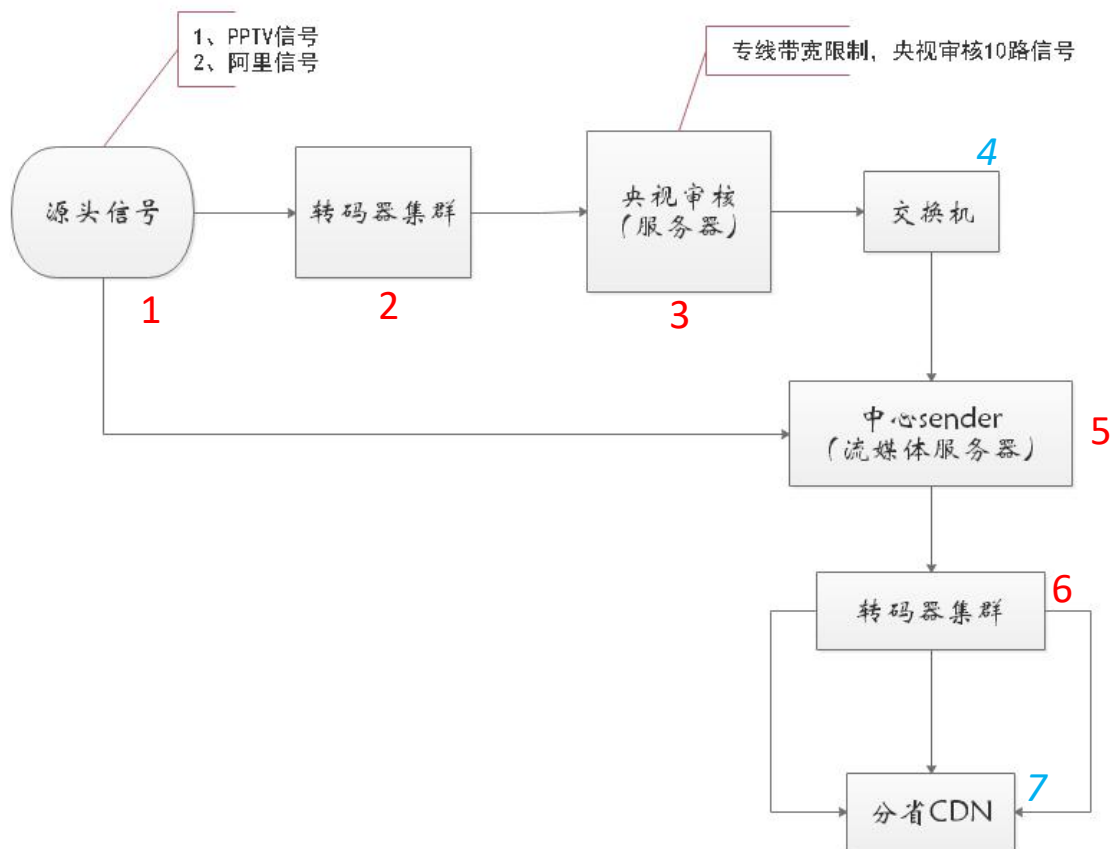 1、PPTV信号
2、阿里信号
专线带宽限制，央视审核10路信号
源头信号
1
转码器集群
2
央视审核
（服务器）
3
交换机
4
中心sender
（流媒体服务器）
5
转码器集群
6
分省CDN
7